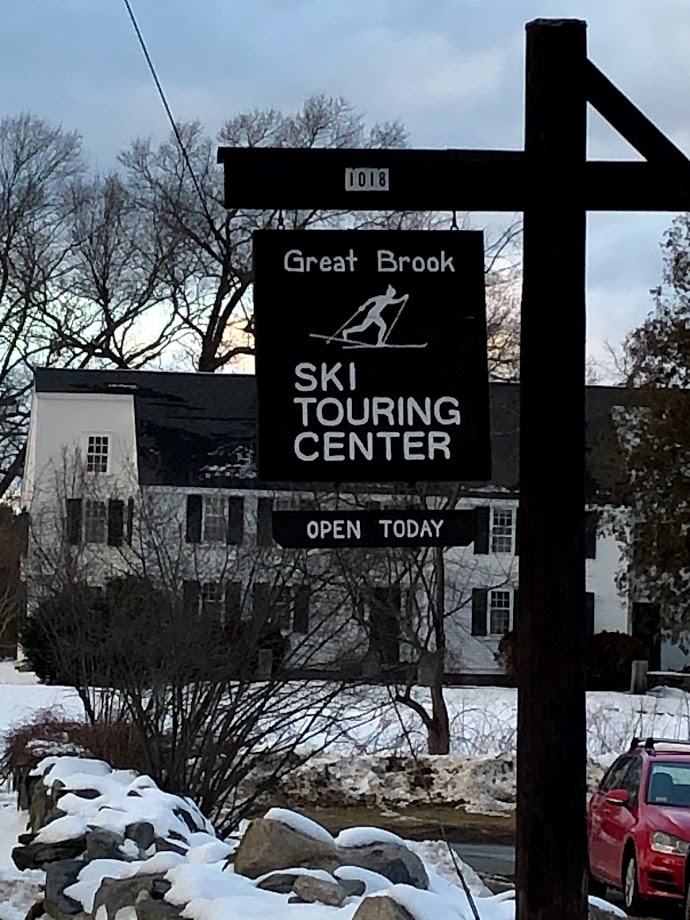 1018
Great Brook
SKI
TOURING
CENTER
OPEN TODAY